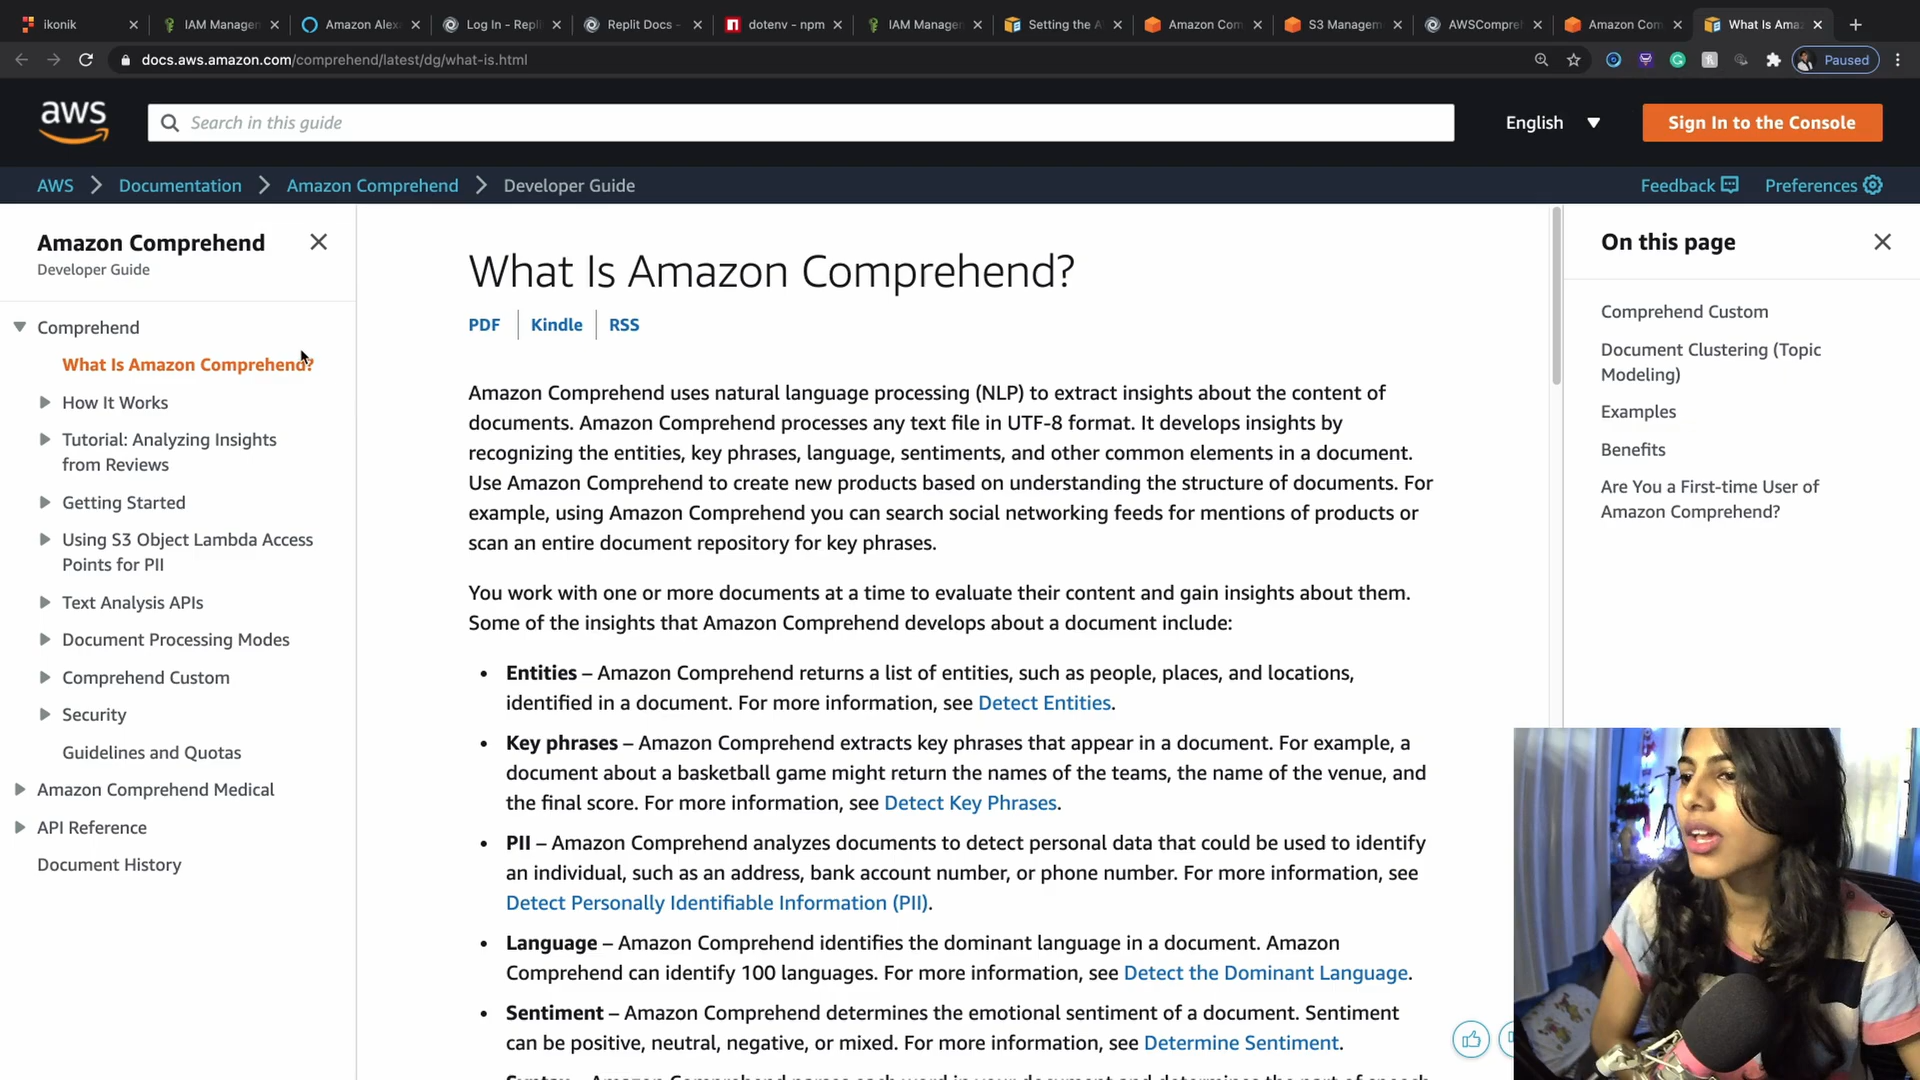 ikonik
IAM Manager
Amazon Alex
Log In - Repli
Replit Docs -
dotenv - npm
IAM Manager
Setting the A
Amazon Com
S3 Managem
AWSCompreh
Amazon Com
What Is Amaz
docs.aws.amazon.com/comprehend/latest/dg/what-is.html
Paused
aws
Search in this guide
English
Sign In to the Console
AWS
Documentation
Amazon Comprehend
Developer Guide
Feedback
Preferences
Amazon Comprehend
Developer Guide
Comprehend
What Is Amazon Comprehend?
How It Works
Tutorial: Analyzing Insights
from Reviews
Getting Started
Using S3 Object Lambda Access
Points for PII
Text Analysis APIs
Document Processing Modes
Comprehend Custom
Security
Guidelines and Quotas
Amazon Comprehend Medical
API Reference
Document History
What Is Amazon Comprehend?
PDF
Kindle
RSS
Amazon Comprehend uses natural language processing (NLP) to extract insights about the content of
documents. Amazon Comprehend processes any text file in UTF-8 format. It develops insights by
recognizing the entities, key phrases, language, sentiments, and other common elements in a document.
Use Amazon Comprehend to create new products based on understanding the structure of documents. For
example, using Amazon Comprehend you can search social networking feeds for mentions of products or
scan an entire document repository for key phrases.
You work with one or more documents at a time to evaluate their content and gain insights about them.
Some of the insights that Amazon Comprehend develops about a document include:
• Entities – Amazon Comprehend returns a list of entities, such as people, places, and locations,
identified in a document. For more information, see Detect Entities.
• Key phrases – Amazon Comprehend extracts key phrases that appear in a document. For example, a
document about a basketball game might return the names of the teams, the name of the venue, and
the final score. For more information, see Detect Key Phrases.
• PII – Amazon Comprehend analyzes documents to detect personal data that could be used to identify
an individual, such as an address, bank account number, or phone number. For more information, see
Detect Personally Identifiable Information (PII).
• Language – Amazon Comprehend identifies the dominant language in a document. Amazon
Comprehend can identify 100 languages. For more information, see Detect the Dominant Language.
• Sentiment – Amazon Comprehend determines the emotional sentiment of a document. Sentiment
can be positive, neutral, negative, or mixed. For more information, see Determine Sentiment.
• Syntax – Amazon Comprehend parses each word in your document and determines the part of speech
On this page
Comprehend Custom
Document Clustering (Topic
Modeling)
Examples
Benefits
Are You a First-time User of
Amazon Comprehend?